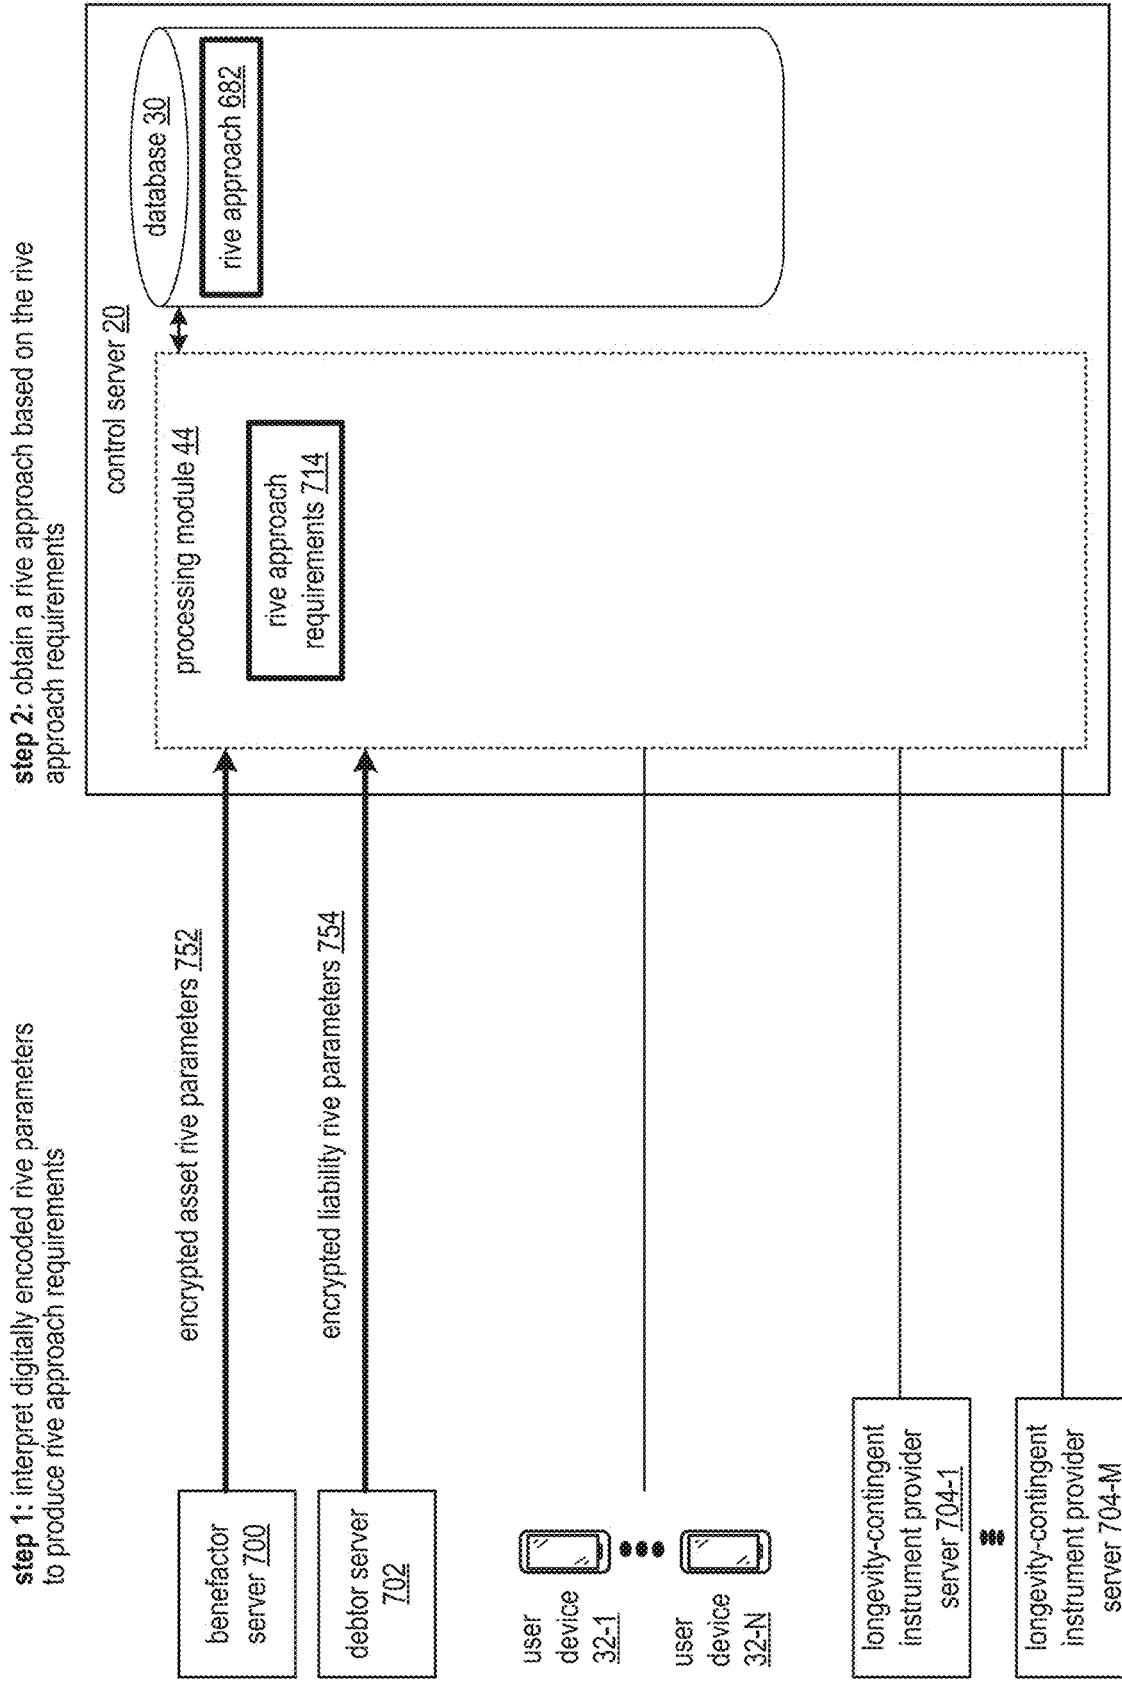 step 1: interpret digitally encoded rive parameters
to produce rive approach requirements
step 2: obtain a rive approach based on the rive
approach requirements
control server 20
database 30
rive approach 682
processing module 44
rive approach
requirements 714
benefactor
server 700
encrypted asset rive parameters 752
debtor server
702
encrypted liability rive parameters 754
user
device
32-1
user
device
32-N
longevity-contingent
instrument provider
server 704-1
longevity-contingent
instrument provider
server 704-M